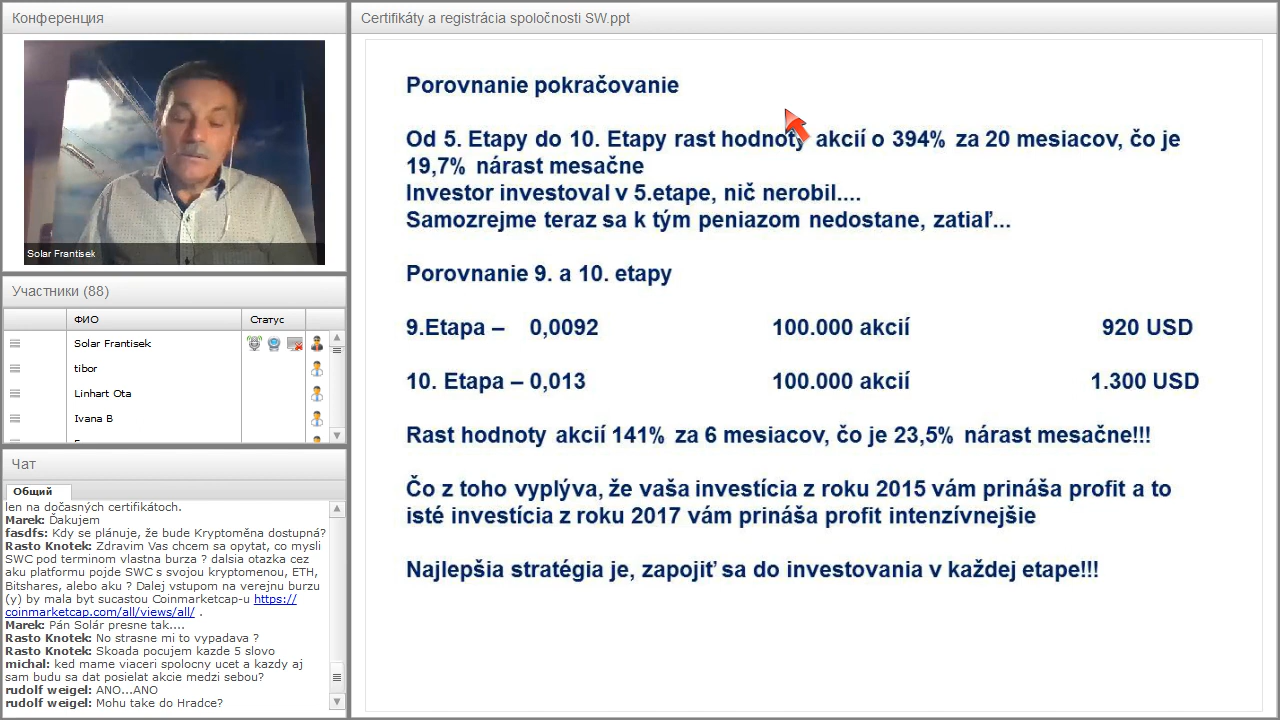 Конференция
Solar Frantisek
Участники (88)
ФИО
Статус
Solar Frantisek
tibor
Linhart Ota
Ivana B
Чат
Общий
len na dočasných certifikátoch.
Marek: Ďakujem
fasdfs: Kdy se plánuje, že bude Kryptoměna dostupná?
Rasto Knotek: Zdravim Vas chcem sa opytat, co mysli
SWC pod terminom vlastna burza ? dalsia otazka cez
aku platformu pojde SWC s svojou kryptomenou, ETH,
Bitshares, alebo aku ? Dalej vstupom na verejnu burzu
(y) by mala byt sucastou Coinmarketcap-u https://
coinmarketcap.com/all/views/all/ .
Marek: Pán Solár presne tak....
Rasto Knotek: No strasne mi to vypadava ?
Rasto Knotek: Skoada pocujem kazde 5 slovo
michal: ked mame viaceri spolocny ucet a kazdy aj
sam budu sa dat posielat akcie medzi sebou?
rudolf weigel: ANO...ANO
rudolf weigel: Mohu take do Hradce?
Certifikáty a registrácia spoločnosti SW.ppt
Porovnanie pokračovanie
Od 5. Etapy do 10. Etapy rast hodnoty akcií o 394% za 20 mesiacov, čo je
19,7% nárast mesačne
Investor investoval v 5.etape, nič nerobil....
Samozrejme teraz sa k tým peniazom nedostane, zatiaľ...
Porovnanie 9. a 10. etapy
9.Etapa – 0,0092 100.000 akcií 920 USD
10. Etapa – 0,013 100.000 akcií 1.300 USD
Rast hodnoty akcií 141% za 6 mesiacov, čo je 23,5% nárast mesačne!!!
Čo z toho vyplýva, že vaša investícia z roku 2015 vám prináša profit a to
isté investícia z roku 2017 vám prináša profit intenzívnejšie
Najlepšia stratégia je, zapojiť sa do investovania v každej etape!!!